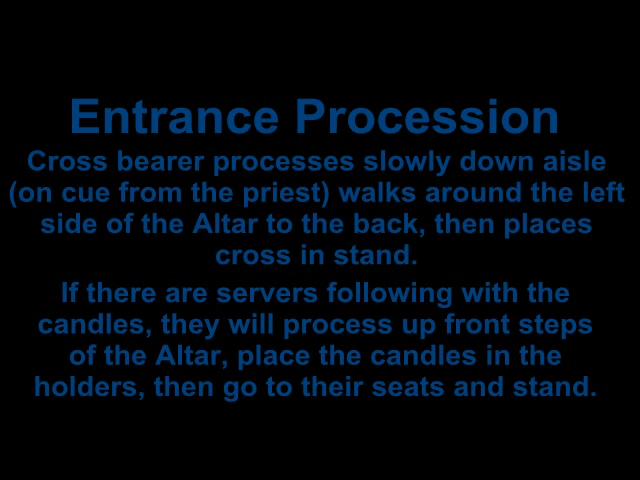 Entrance Procession
Cross bearer processes slowly down aisle
(on cue from the priest) walks around the left
side of the Altar to the back, then places
cross in stand.
If there are servers following with the
candles, they will process up front steps
of the Altar, place the candles in the
holders, then go to their seats and stand.